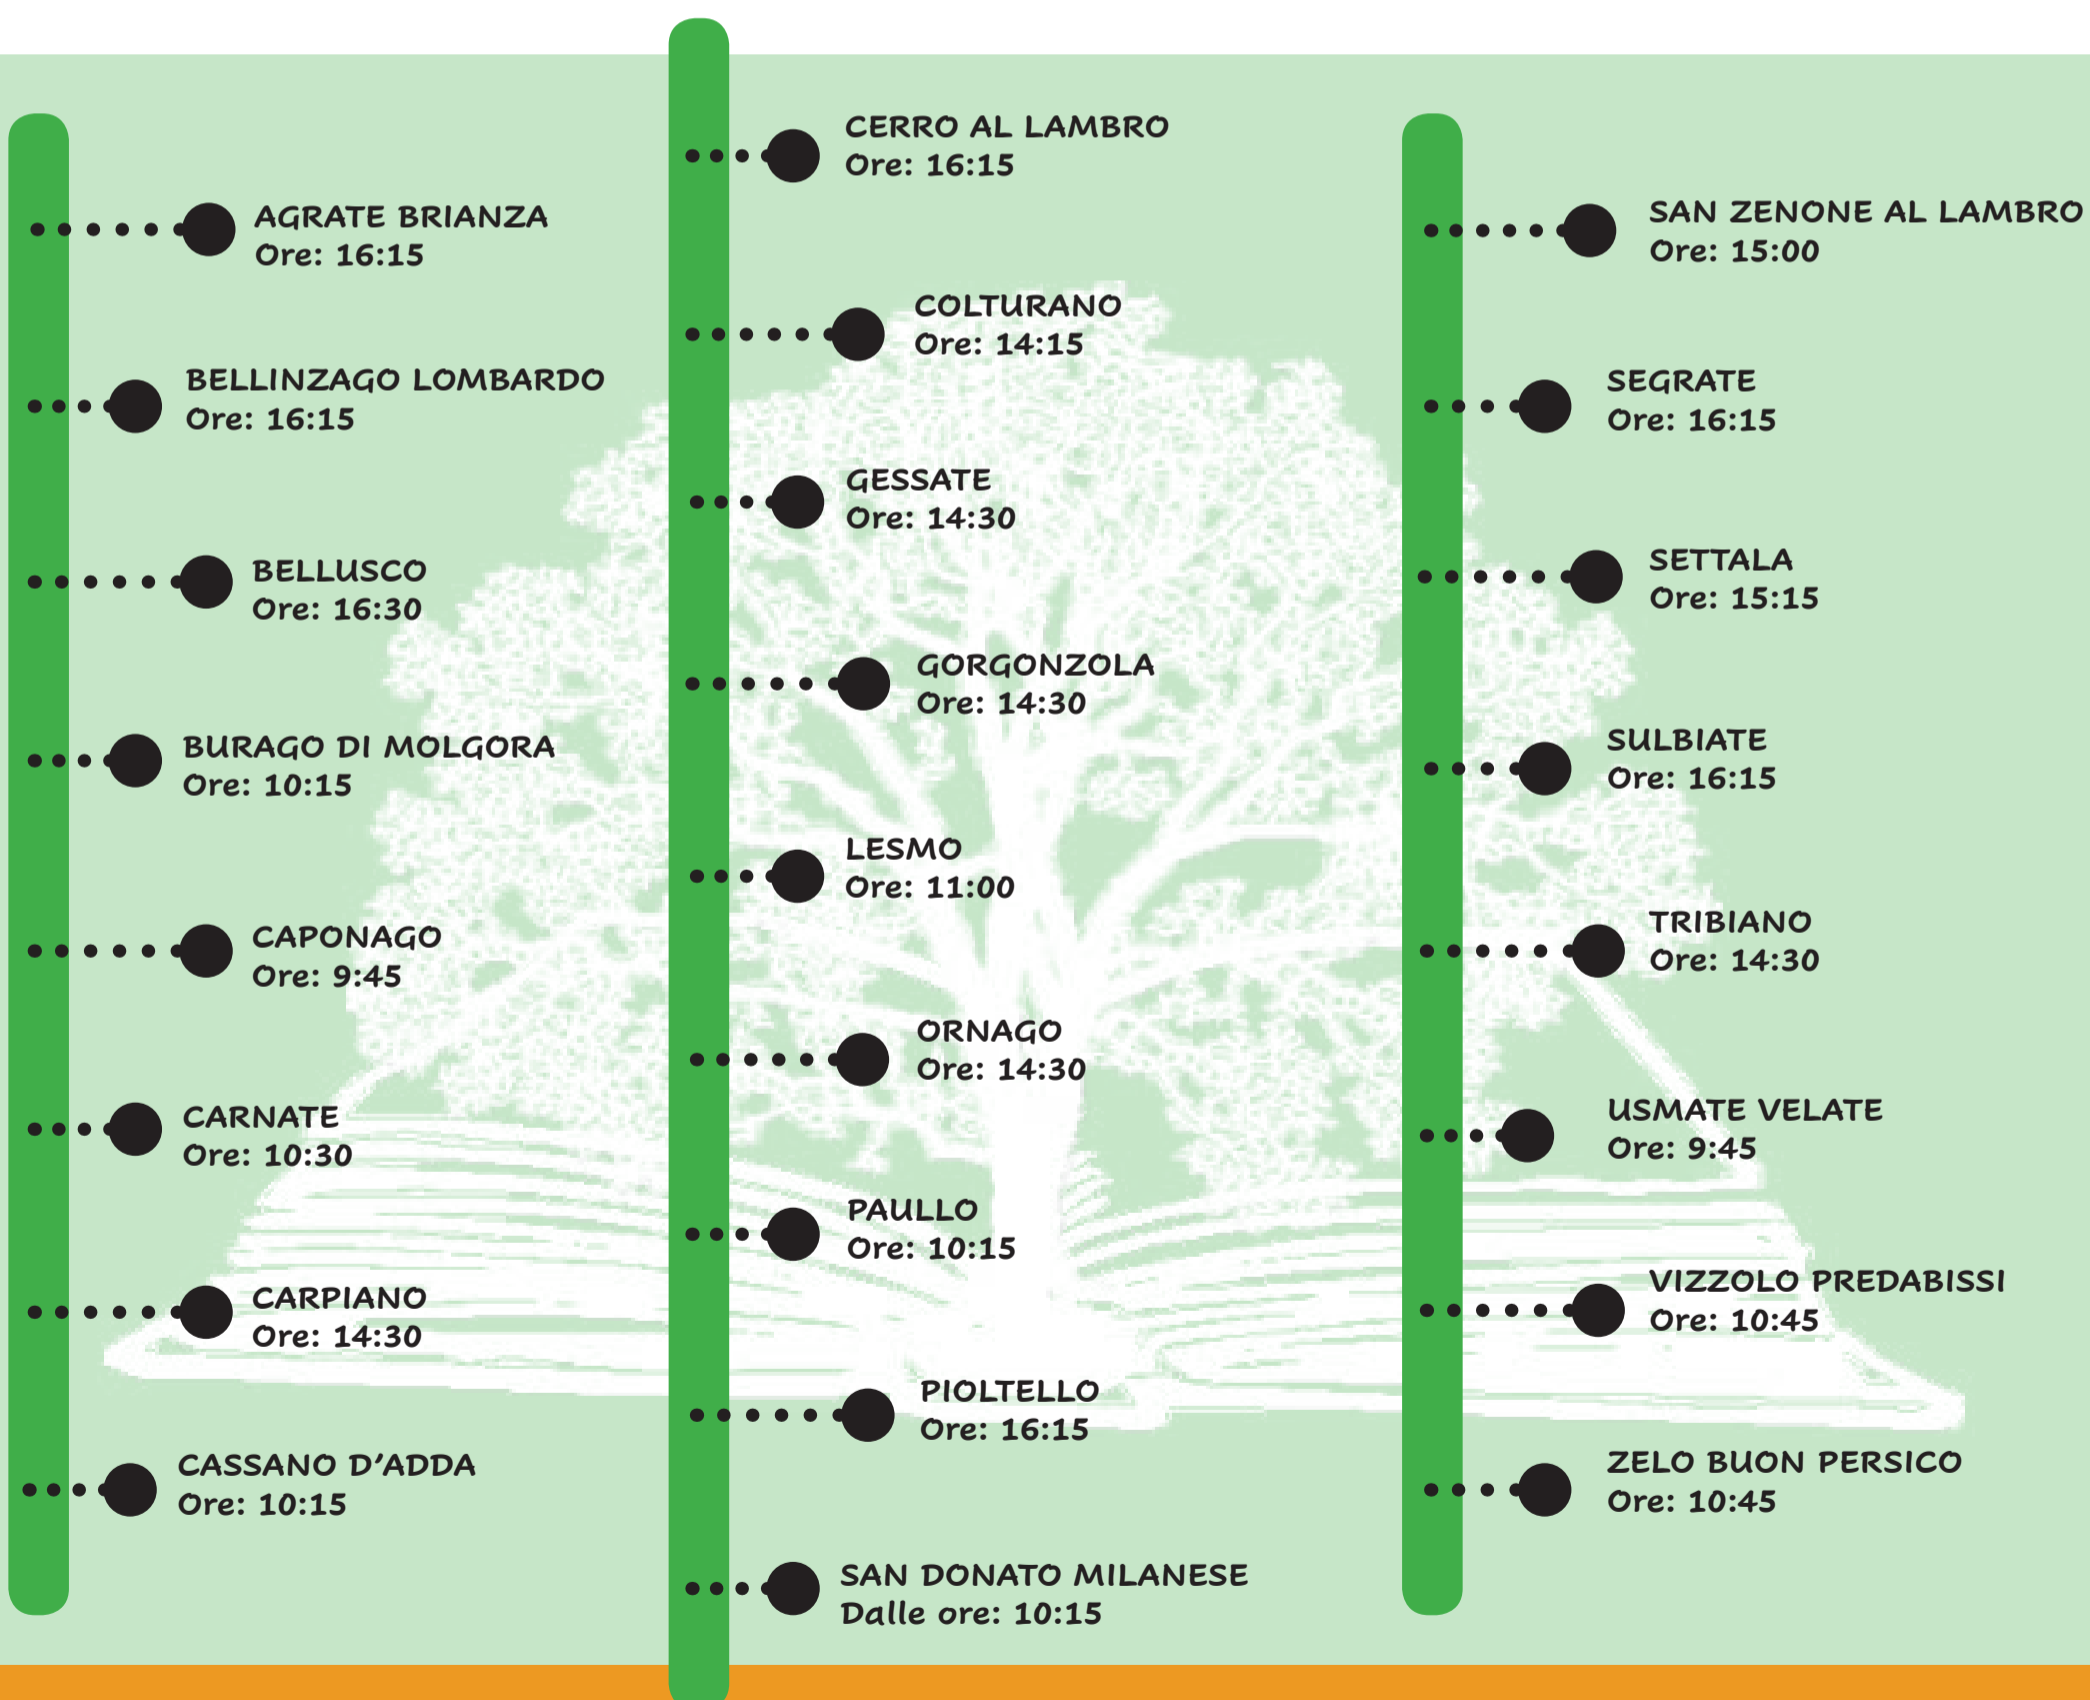 AGRATE BRIANZA
Ore: 16:15
BELLINZAGO LOMBARDO
Ore: 16:15
BELLUSCO
Ore: 16:30
BURAGO DI MOLGORA
Ore: 10:15
CAPONAGO
Ore: 9:45
CARNATE
Ore: 10:30
CARPIANO
Ore: 14:30
CASSANO D’ADDA
Ore: 10:15
CERRO AL LAMBRO
Ore: 16:15
COLTURANO
Ore: 14:15
GESSATE
Ore: 14:30
GORGONZOLA
Ore: 14:30
LESMO
Ore: 11:00
ORNAGO
Ore: 14:30
PAULLO
Ore: 10:15
PIOLTELLO
Ore: 16:15
SAN DONATO MILANESE
Dalle ore: 10:15
SAN ZENONE AL LAMBRO
Ore: 15:00
SEGRATE
Ore: 16:15
SETTALA
Ore: 15:15
SULBIATE
Ore: 16:15
TRIBIANO
Ore: 14:30
USMATE VELATE
Ore: 9:45
VIZZOLO PREDABISSI
Ore: 10:45
ZELO BUON PERSICO
Ore: 10:45